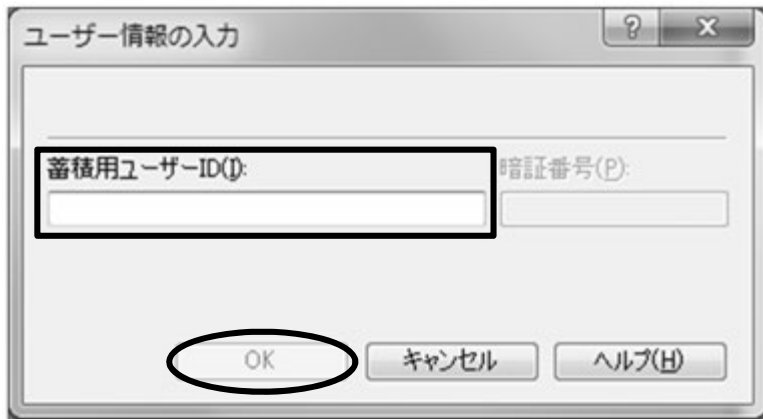 ユーザー情報の入力
蓄積用ユーザーID(I):
暗証番号(P):
OK
キャンセル
ヘルプ(H)